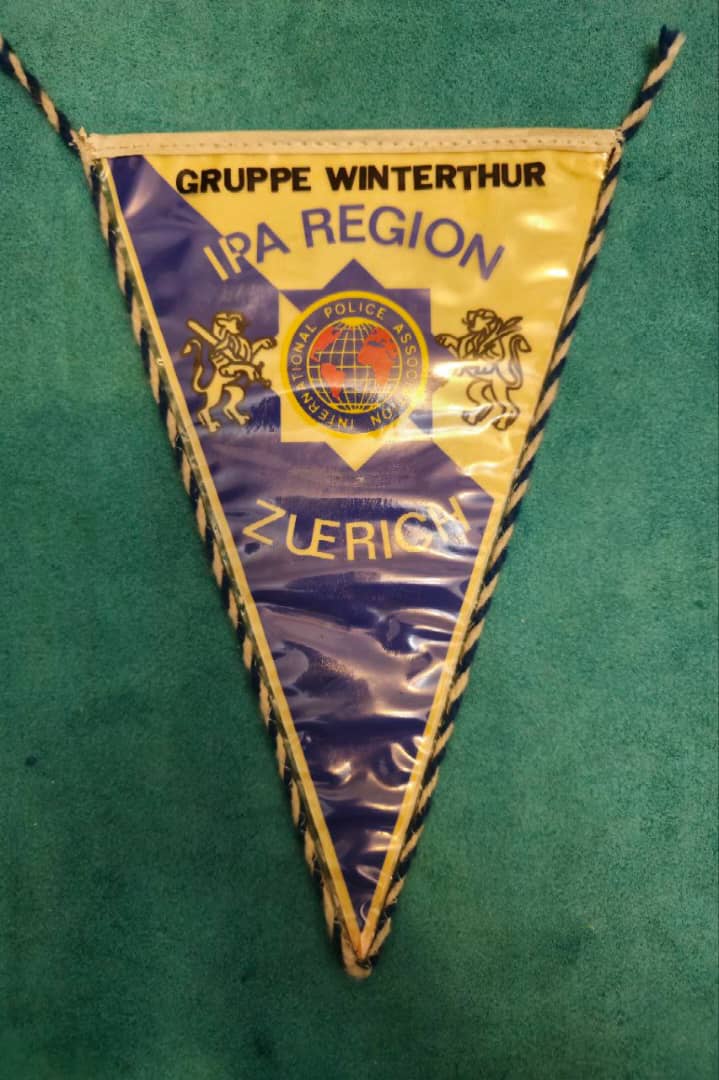 GRUPPE WINTERTHUR
IPA REGION
INTERNATIONAL POLICE ASSOCIATION
ZUERICH